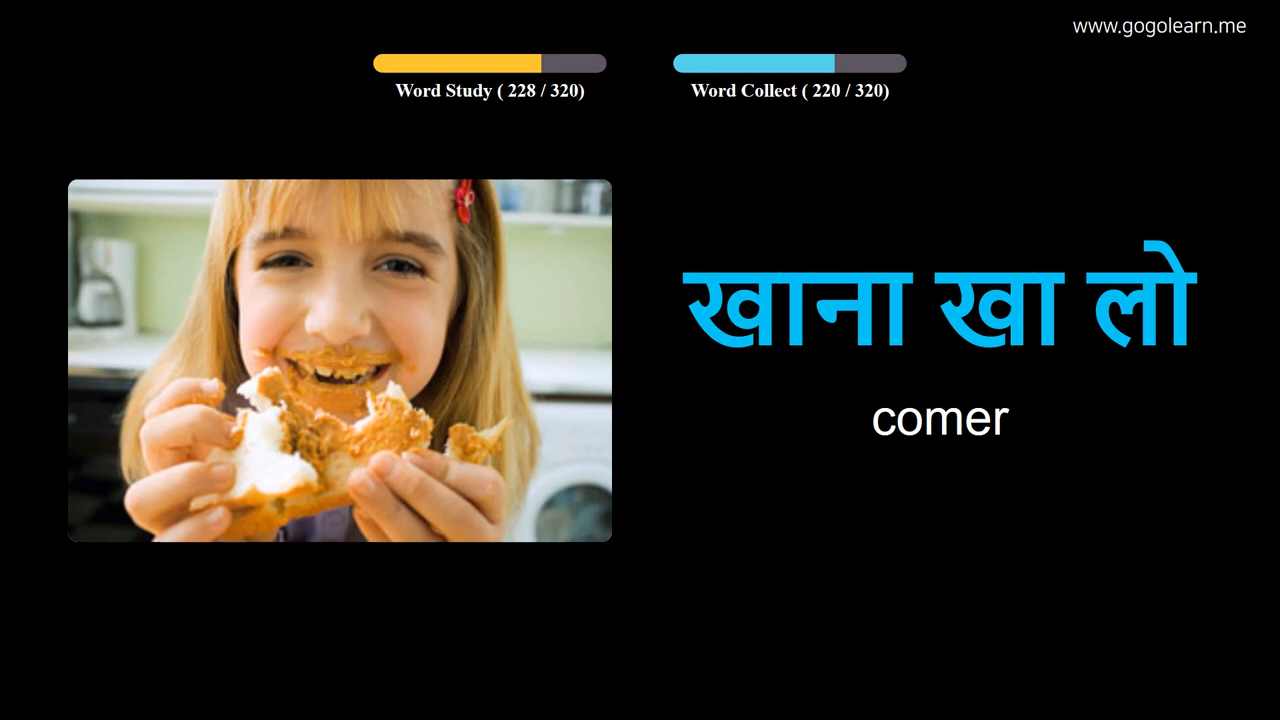 www.gogolearn.me
Word Study ( 228 / 320)
Word Collect ( 220 / 320)
खाना खा लो
comer